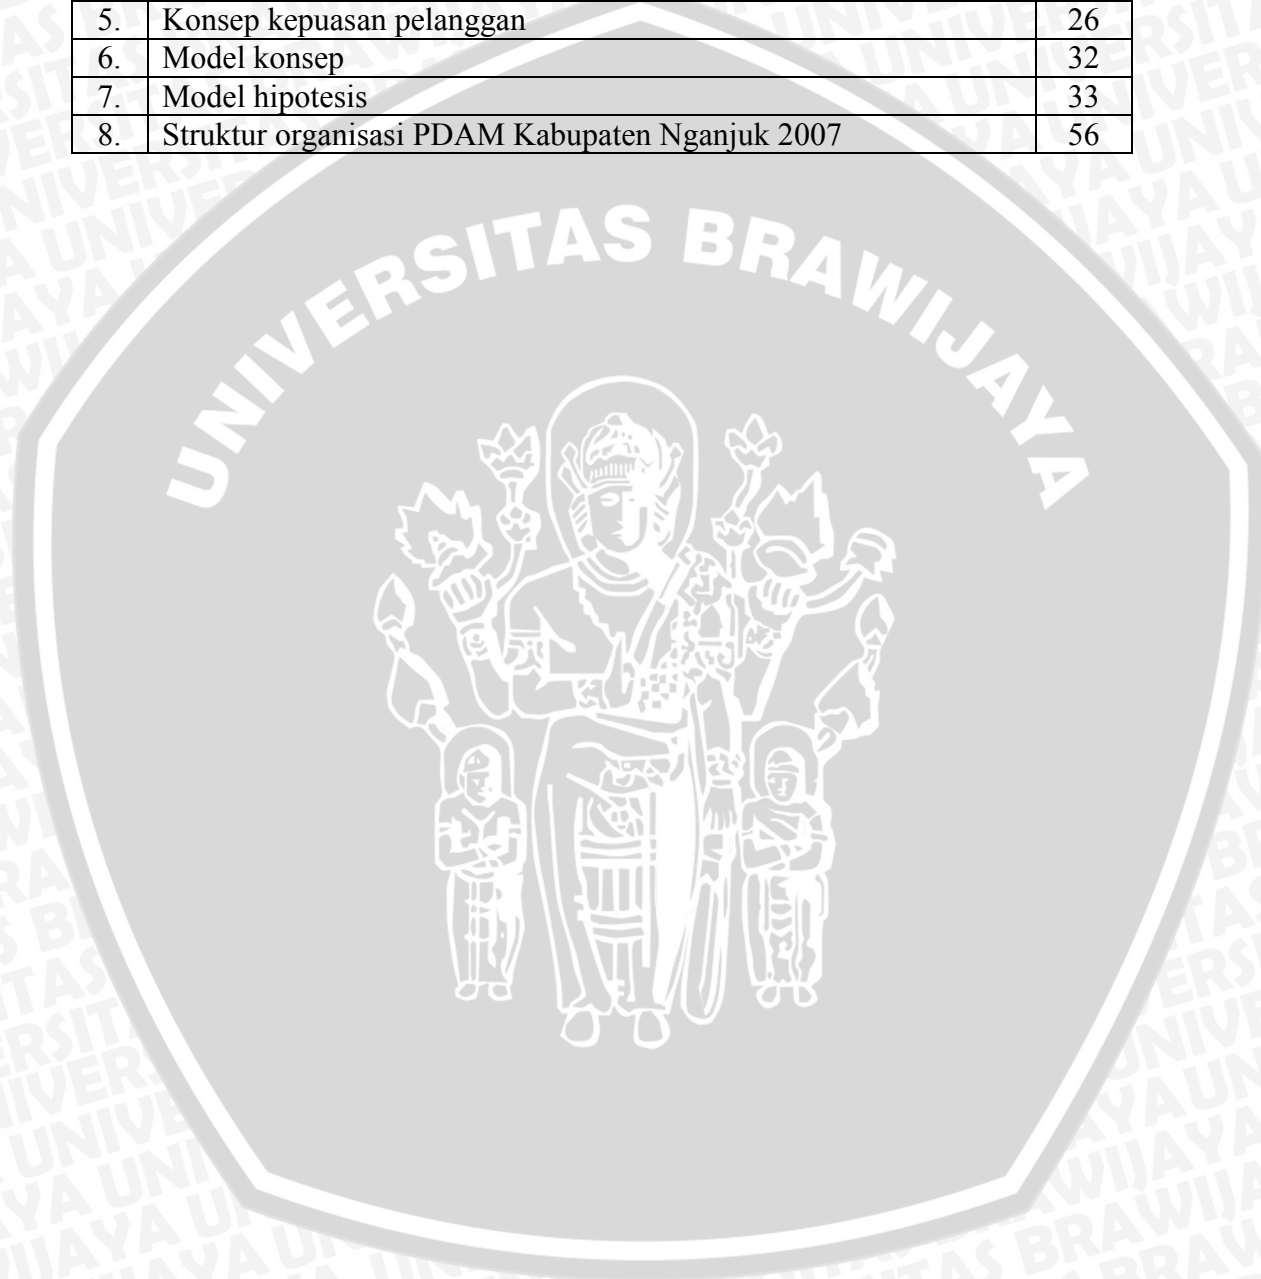 5. Konsep kepuasan pelanggan 26
6. Model konsep 32
7. Model hipotesis 33
8. Struktur organisasi PDAM Kabupaten Nganjuk 2007 56
UNIVERSITAS BRAWIJAYA